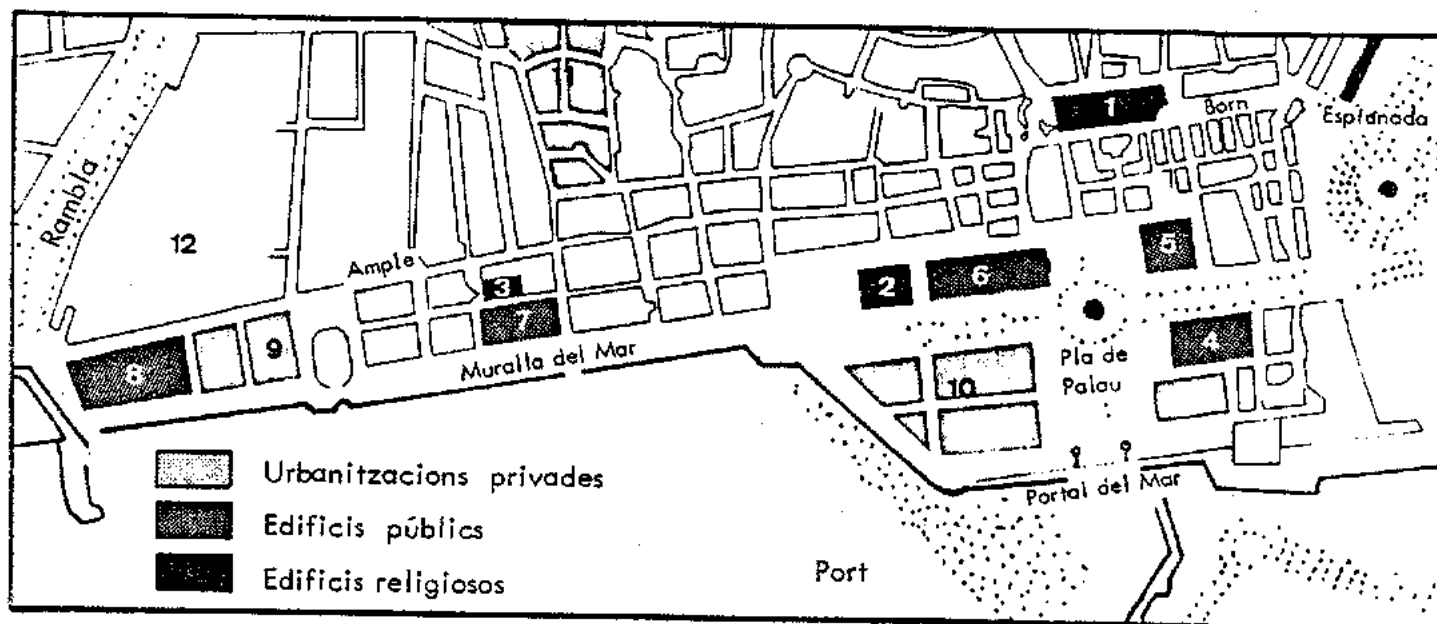 11
1
Born
Esplanada
Rambla
12
Ample
3
2
6
5
7
9
8
Muralla del Mar
10
Pla de
Palau
4
Portal del Mar
Port
Urbanitzacions privades
Edificis públics
Edificis religiosos